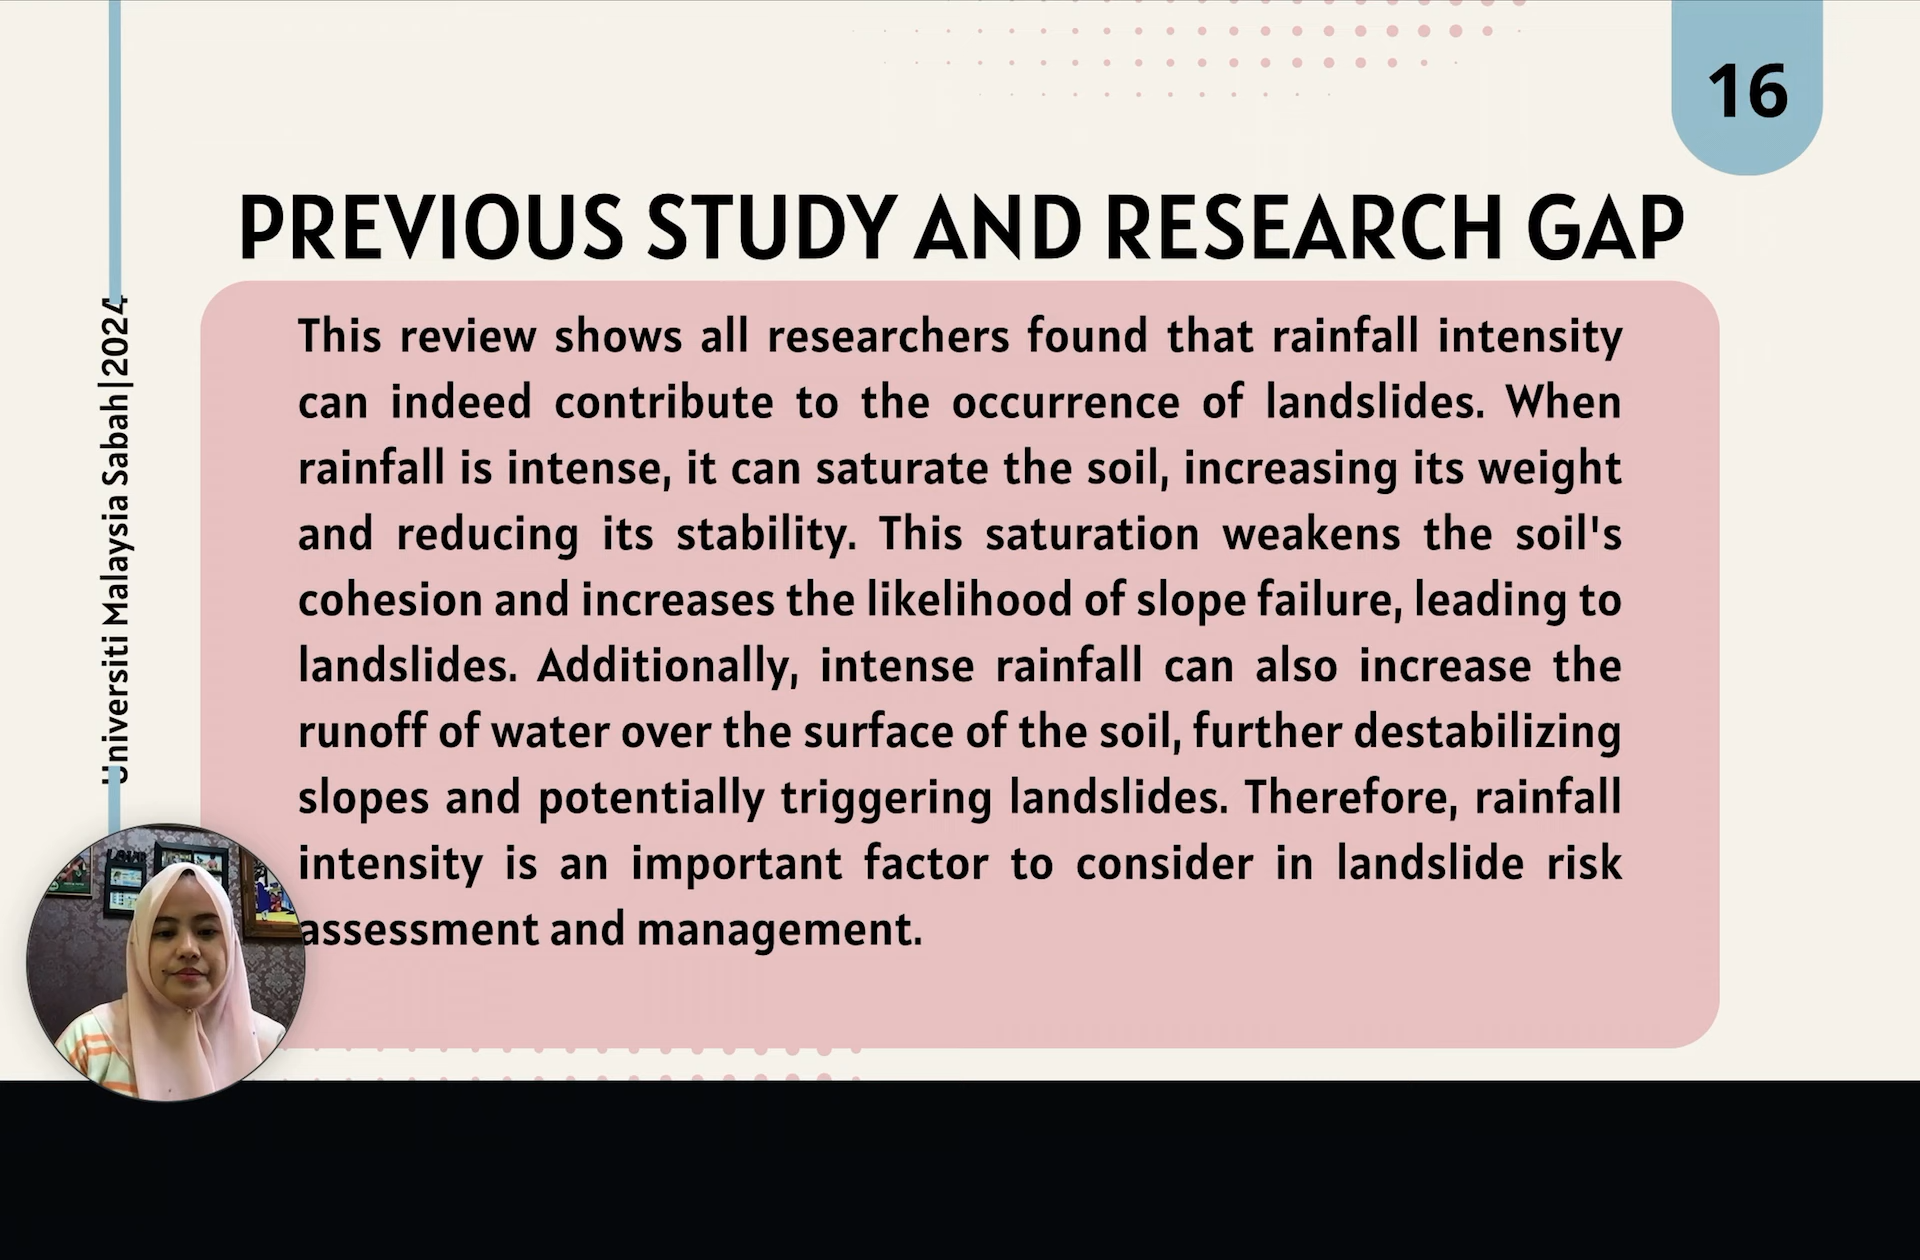 16
PREVIOUS STUDY AND RESEARCH GAP
This review shows all researchers found that rainfall intensity
can indeed contribute to the occurrence of landslides. When
rainfall is intense, it can saturate the soil, increasing its weight
and reducing its stability. This saturation weakens the soil's
cohesion and increases the likelihood of slope failure, leading to
landslides. Additionally, intense rainfall can also increase the
runoff of water over the surface of the soil, further destabilizing
slopes and potentially triggering landslides. Therefore, rainfall
intensity is an important factor to consider in landslide risk
assessment and management.
Universiti Malaysia Sabah|2024